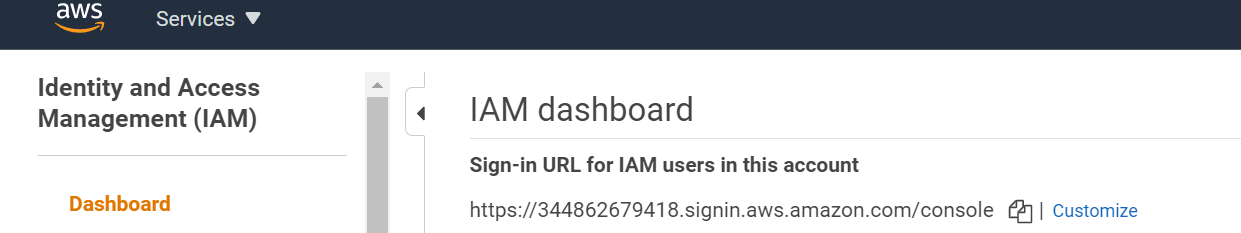 aws
Services
Identity and Access
Management (IAM)
Dashboard
IAM dashboard
Sign-in URL for IAM users in this account
https://344862679418.signin.aws.amazon.com/console | Customize